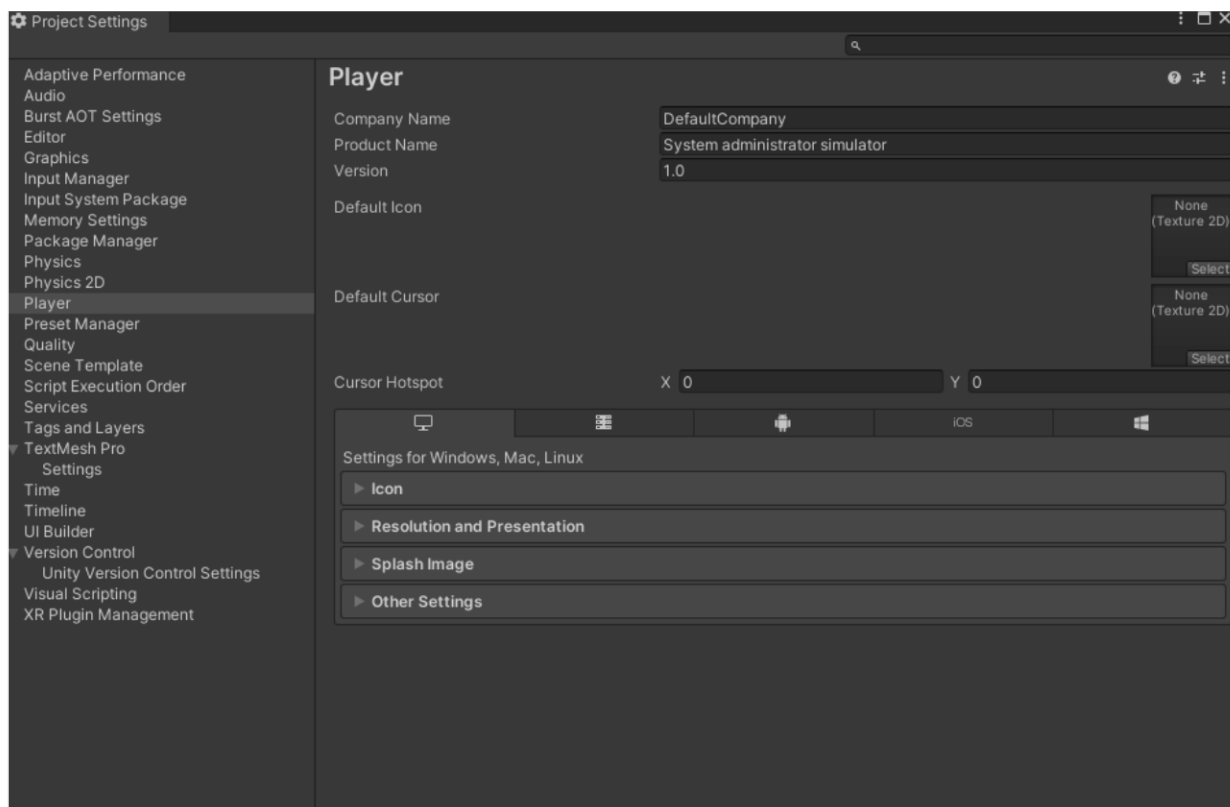 Project Settings
Adaptive Performance
Audio
Burst AOT Settings
Editor
Graphics
Input Manager
Input System Package
Memory Settings
Package Manager
Physics
Physics 2D
Player
Preset Manager
Quality
Scene Template
Script Execution Order
Services
Tags and Layers
TextMesh Pro
Settings
Time
Timeline
UI Builder
Version Control
Unity Version Control Settings
Visual Scripting
XR Plugin Management
Player
Company Name DefaultCompany
Product Name System administrator simulator
Version 1.0
Default Icon
None
(Texture 2D)
Select
Default Cursor
None
(Texture 2D)
Select
Cursor Hotspot X 0 Y 0
iOS
Settings for Windows, Mac, Linux
Icon
Resolution and Presentation
Splash Image
Other Settings